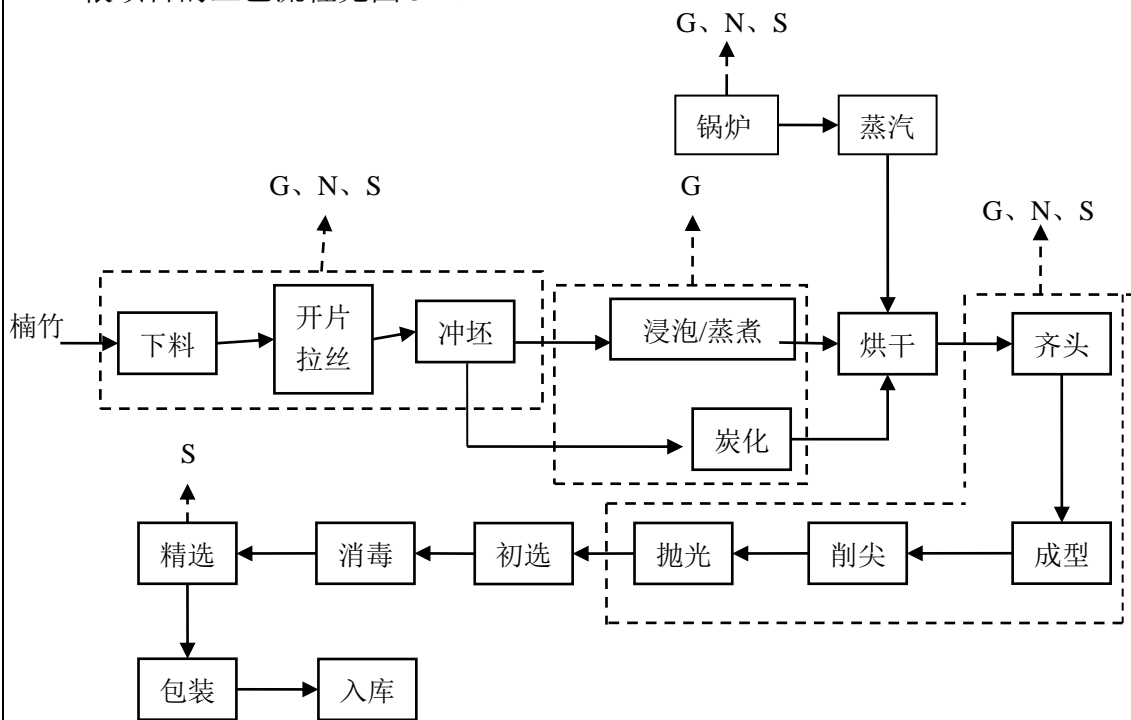 G、N、S
锅炉
蒸汽
G、N、S
G
G、N、S
楠竹
下料
开片
拉丝
冲坯
浸泡/蒸煮
烘干
齐头
炭化
S
精选
消毒
初选
抛光
削尖
成型
包装
入库